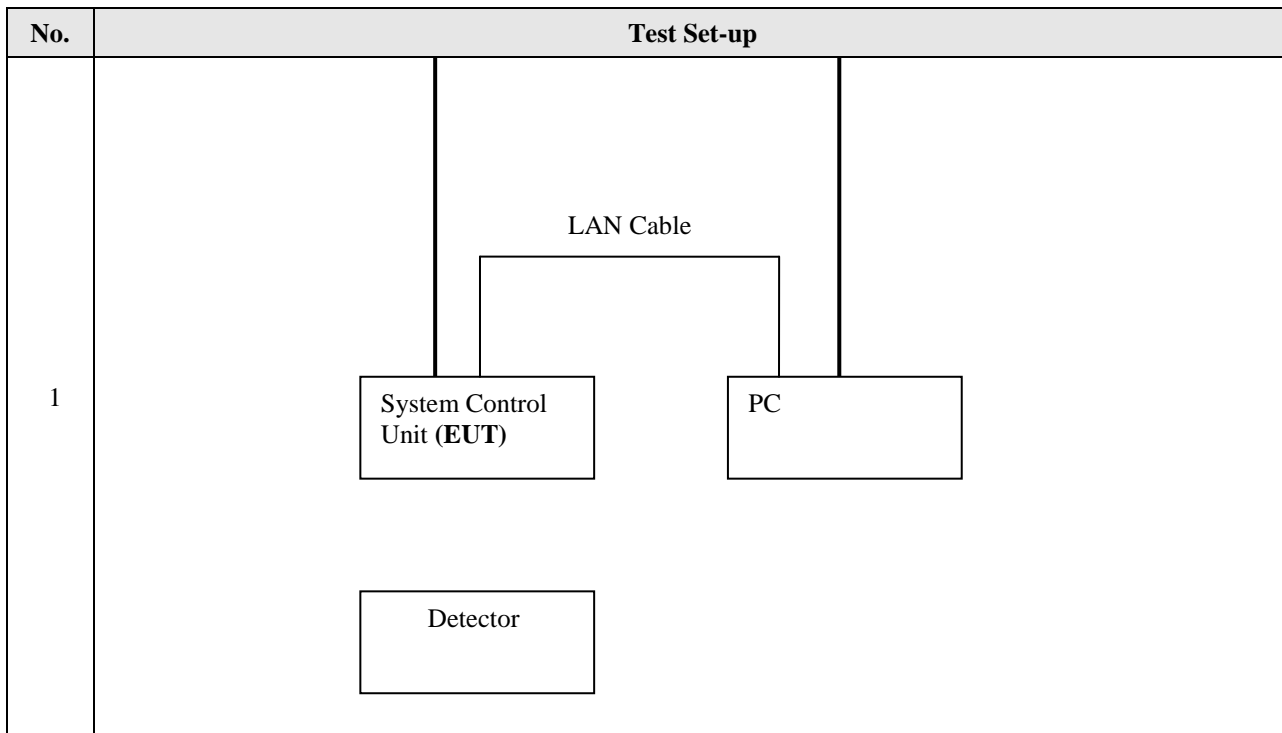 No.
Test Set-up
LAN Cable
1
System Control
Unit (EUT)
PC
Detector